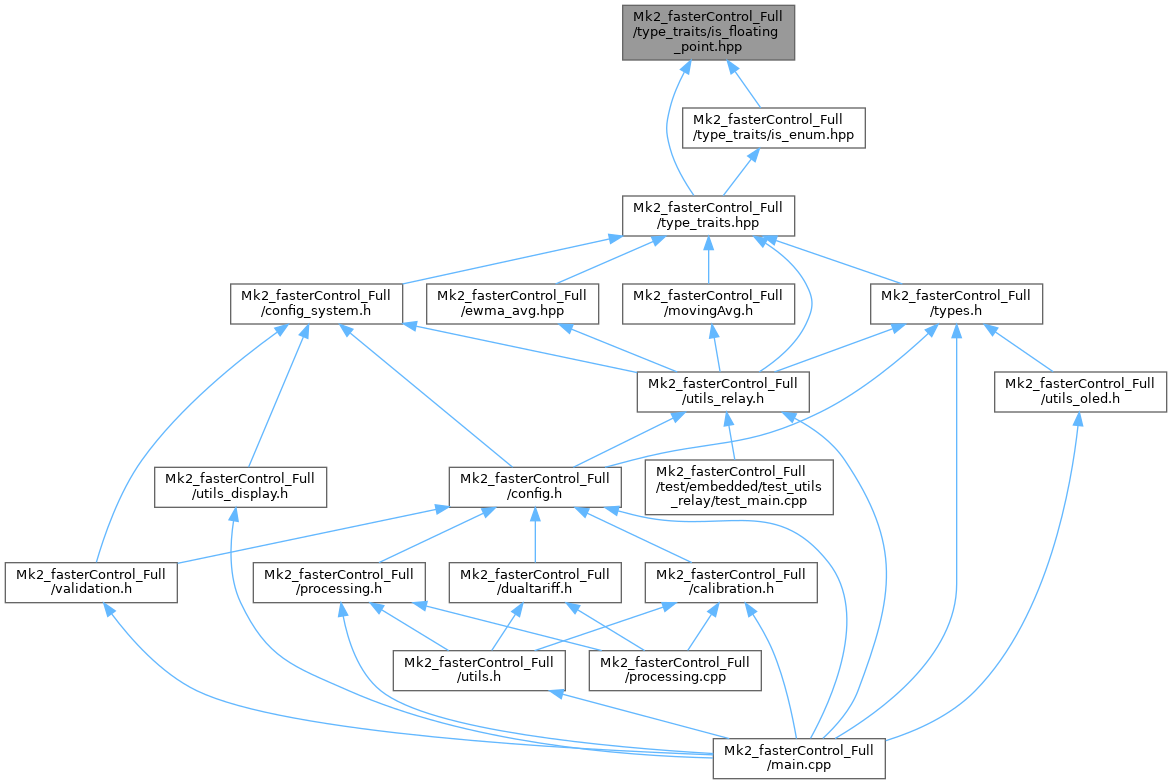 Mk2_fasterControl_Full
/type_traits/is_floating
_point.hpp
Mk2_fasterControl_Full
/type_traits/is_enum.hpp
Mk2_fasterControl_Full
/type_traits.hpp
Mk2_fasterControl_Full
/config_system.h
Mk2_fasterControl_Full
/ewma_avg.hpp
Mk2_fasterControl_Full
/movingAvg.h
Mk2_fasterControl_Full
/types.h
Mk2_fasterControl_Full
/utils_relay.h
Mk2_fasterControl_Full
/utils_oled.h
Mk2_fasterControl_Full
/utils_display.h
Mk2_fasterControl_Full
/config.h
Mk2_fasterControl_Full
/test/embedded/test_utils
_relay/test_main.cpp
Mk2_fasterControl_Full
/validation.h
Mk2_fasterControl_Full
/processing.h
Mk2_fasterControl_Full
/dualtariff.h
Mk2_fasterControl_Full
/calibration.h
Mk2_fasterControl_Full
/utils.h
Mk2_fasterControl_Full
/processing.cpp
Mk2_fasterControl_Full
/main.cpp